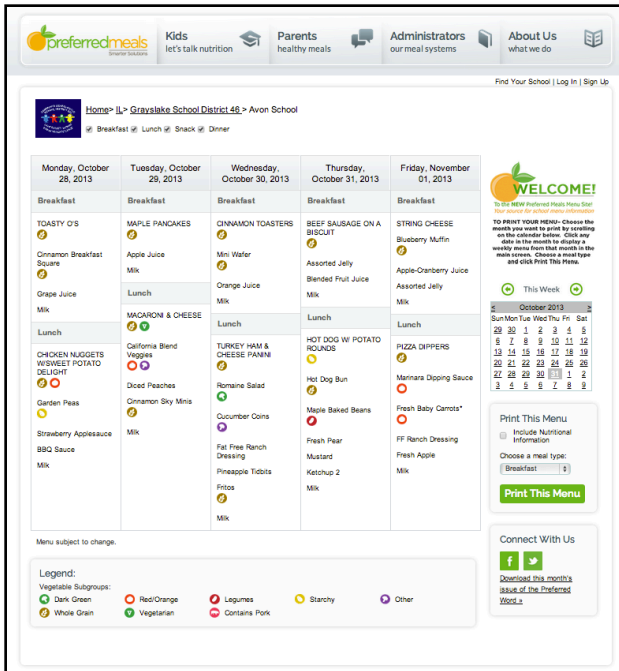 preferredmeals
Smarter Solutions
Kids
let's talk nutrition
Parents
healthy meals
Administrators
our meal systems
About Us
what we do
Find Your School | Log In | Sign Up
Home> IL> Grayslake School District 46 > Avon School
Breakfast Lunch Snack Dinner
Monday, October
28, 2013
Breakfast
TOASTY O'S
Cinnamon Breakfast
Square
Grape Juice
Milk
Lunch
CHICKEN NUGGETS
W/SWEET POTATO
DELIGHT
Garden Peas
Strawberry Applesauce
BBQ Sauce
Milk
Tuesday, October
29, 2013
Breakfast
MAPLE PANCAKES
Apple Juice
Milk
Lunch
MACARONI & CHEESE
California Blend
Veggies
Diced Peaches
Cinnamon Sky Minis
Milk
Wednesday,
October 30, 2013
Breakfast
CINNAMON TOASTERS
Mini Wafer
Orange Juice
Milk
Lunch
TURKEY HAM &
CHEESE PANINI
Romaine Salad
Cucumber Coins
Fat Free Ranch
Dressing
Pineapple Tidbits
Fritos
Milk
Thursday,
October 31, 2013
Breakfast
BEEF SAUSAGE ON A
BISCUIT
Assorted Jelly
Blended Fruit Juice
Milk
Lunch
HOT DOG W/ POTATO
ROUNDS
Hot Dog Bun
Maple Baked Beans
Fresh Pear
Mustard
Ketchup 2
Milk
Friday, November
01, 2013
Breakfast
STRING CHEESE
Blueberry Muffin
Apple-Cranberry Juice
Assorted Jelly
Milk
Lunch
PIZZA DIPPERS
Marinara Dipping Sauce
Fresh Baby Carrots*
FF Ranch Dressing
Fresh Apple
Milk
WELCOME!
To the NEW Preferred Meals Menu Site!
Your source for school menu information
TO PRINT YOUR MENU- Choose the
month you want to print by scrolling
on the calendar below. Click any
date in the month to display a
weekly menu from that month in the
main screen. Choose a meal type
and click Print This Menu.
This Week
< October 2013 >
Sun Mon Tue Wed Thu Fri Sat
29 30 1 2 3 4 5
6 7 8 9 10 11 12
13 14 15 16 17 18 19
20 21 22 23 24 25 26
27 28 29 30 31 1 2
3 4 5 6 7 8 9
Print This Menu
Include Nutritional
Information
Choose a meal type:
Breakfast
Print This Menu
Menu subject to change.
Connect With Us
Download this month's
issue of the Preferred
Word »
Legend:
Vegetable Subgroups:
Dark Green Red/Orange Legumes Starchy Other
Whole Grain Vegetarian Contains Pork